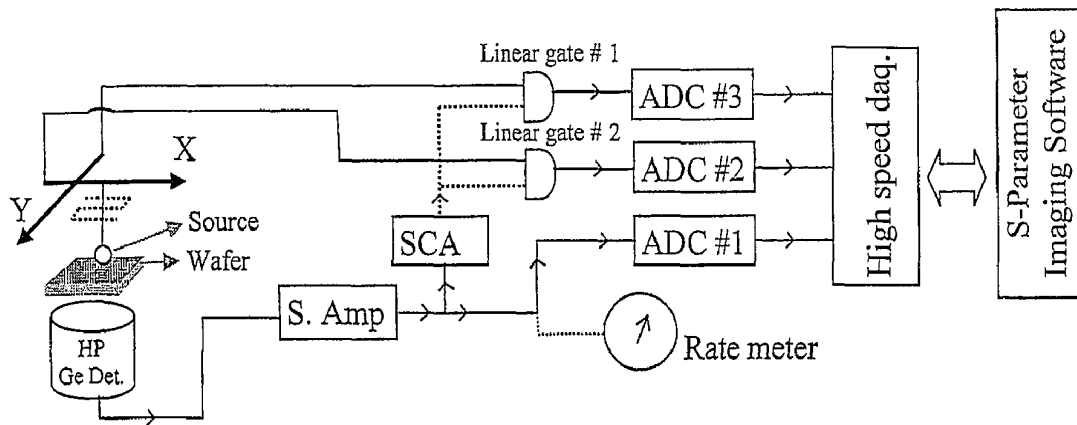 Linear gate # 1
ADC #3
Linear gate # 2
ADC #2
X
Y
Source
Wafer
SCA
ADC #1
S. Amp
HP
Ge Det.
Rate meter
High speed daq.
S-Parameter
Imaging Software